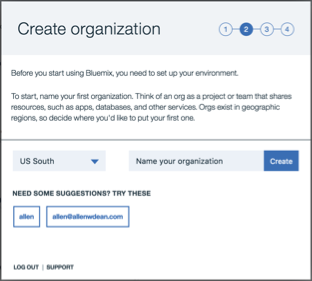 Create organization
1 2 3 4
Before you start using Bluemix, you need to set up your environment.
To start, name your first organization. Think of an org as a project or team that shares
resources, such as apps, databases, and other services. Orgs exist in geographic
regions, so decide where you'd like to put your first one.
US South Name your organization Create
NEED SOME SUGGESTIONS? TRY THESE
allen allen@allenwdean.com
LOG OUT | SUPPORT